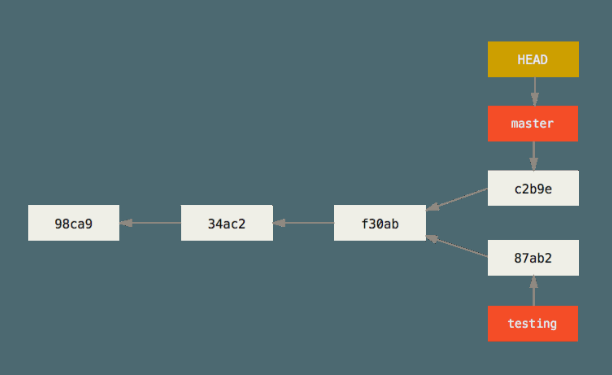 HEAD
master
c2b9e
98ca9
34ac2
f30ab
87ab2
testing